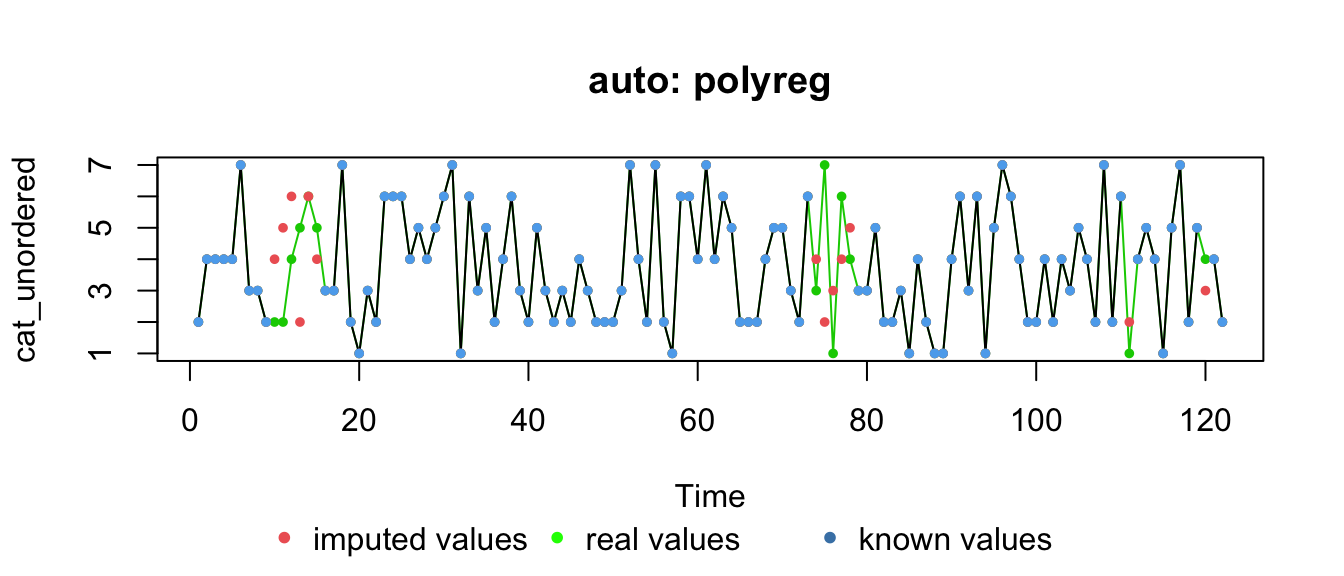 auto: polyreg
cat_unordered
7
5
3
1
0 20 40 60 80 100 120
Time
imputed values real values known values